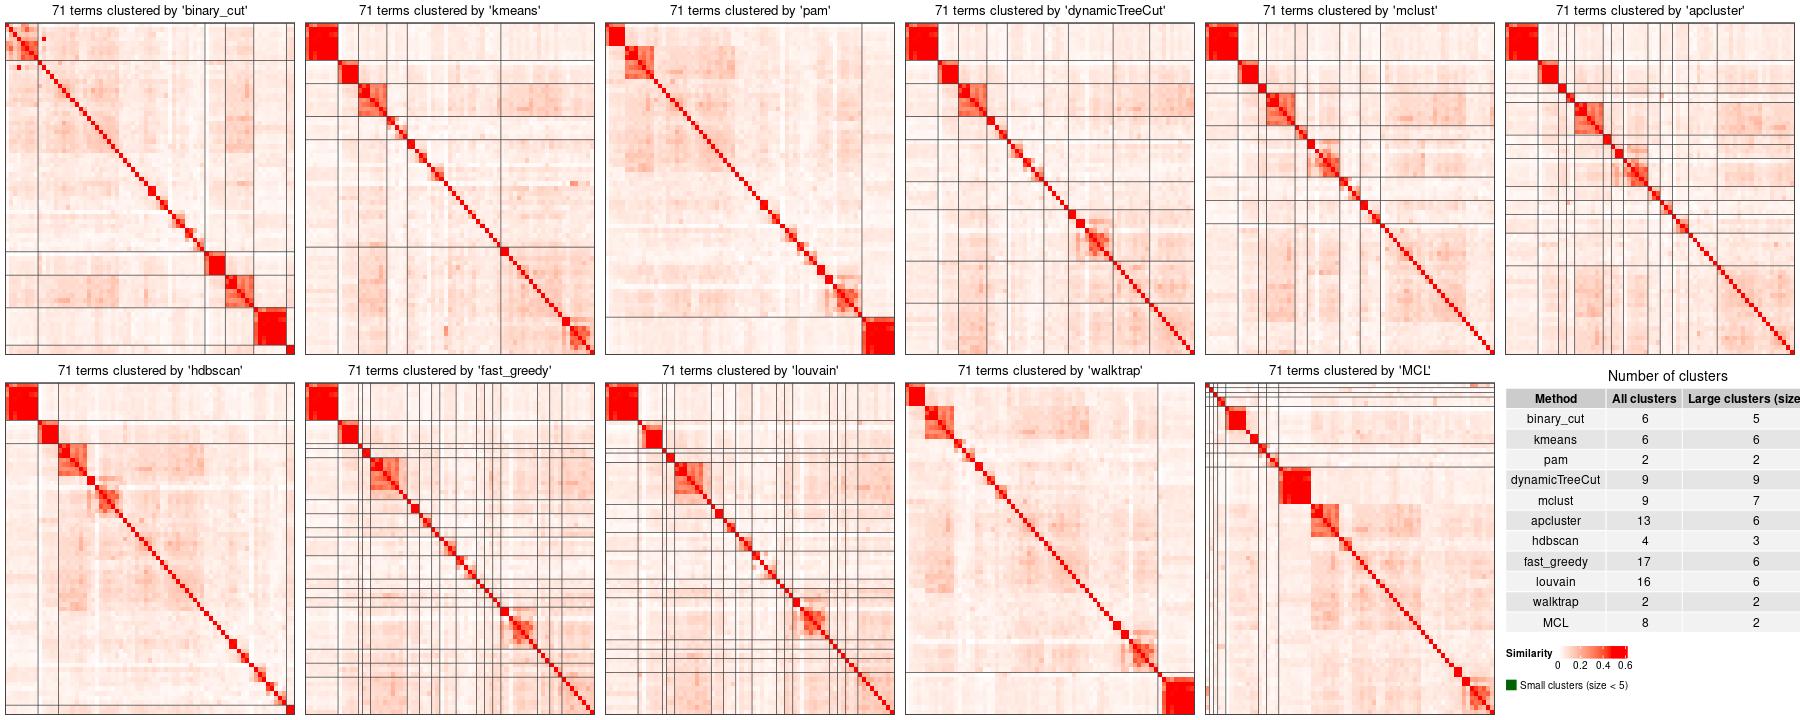 71 terms clustered by 'binary_cut'
71 terms clustered by 'kmeans'
71 terms clustered by 'pam'
71 terms clustered by 'dynamicTreeCut'
71 terms clustered by 'mclust'
71 terms clustered by 'apcluster'
71 terms clustered by 'hdbscan'
71 terms clustered by 'fast_greedy'
71 terms clustered by 'louvain'
71 terms clustered by 'walktrap'
71 terms clustered by 'MCL'
Number of clusters
Method All clusters Large clusters (size
binary_cut 6 5
kmeans 6 6
pam 2 2
dynamicTreeCut 9 9
mclust 9 7
apcluster 13 6
hdbscan 4 3
fast_greedy 17 6
louvain 16 6
walktrap 2 2
MCL 8 2
Similarity
0 0.2 0.4 0.6
Small clusters (size < 5)